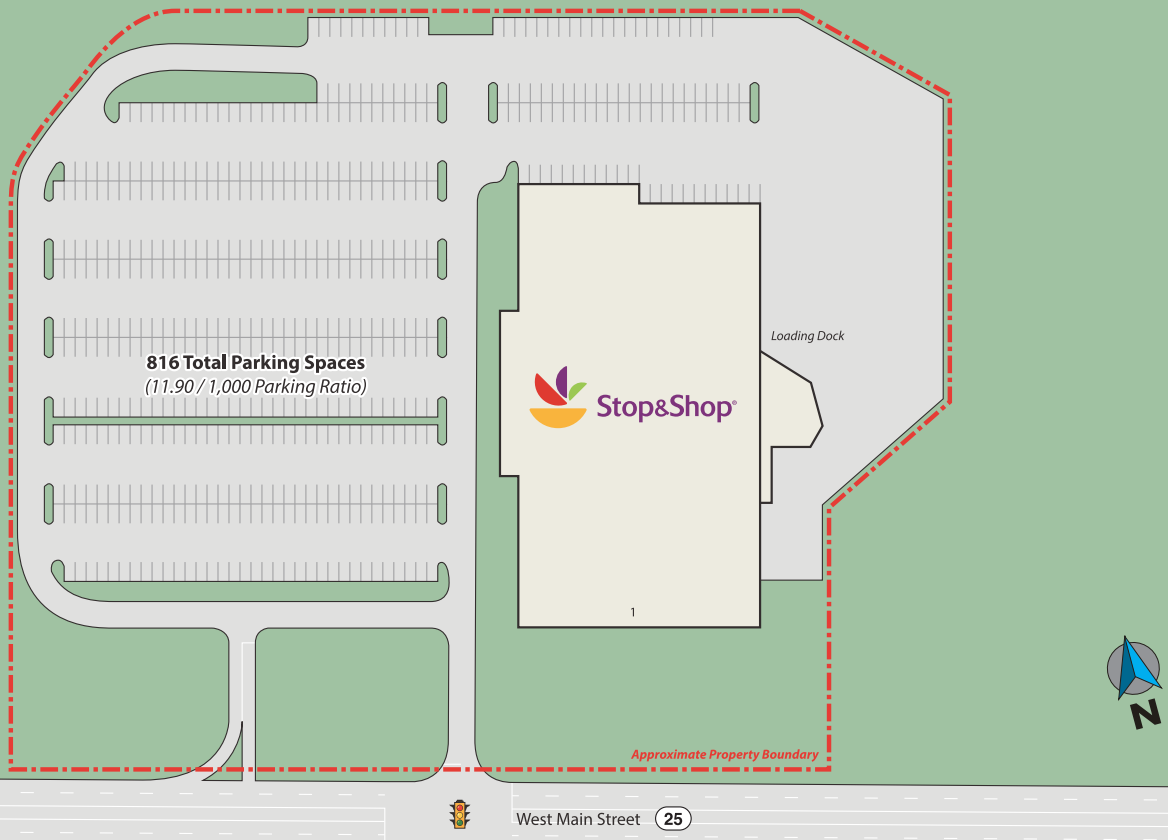 Loading Dock
816 Total Parking Spaces
(11.90 / 1,000 Parking Ratio)
Stop&Shop®
1
N
Approximate Property Boundary
West Main Street 25